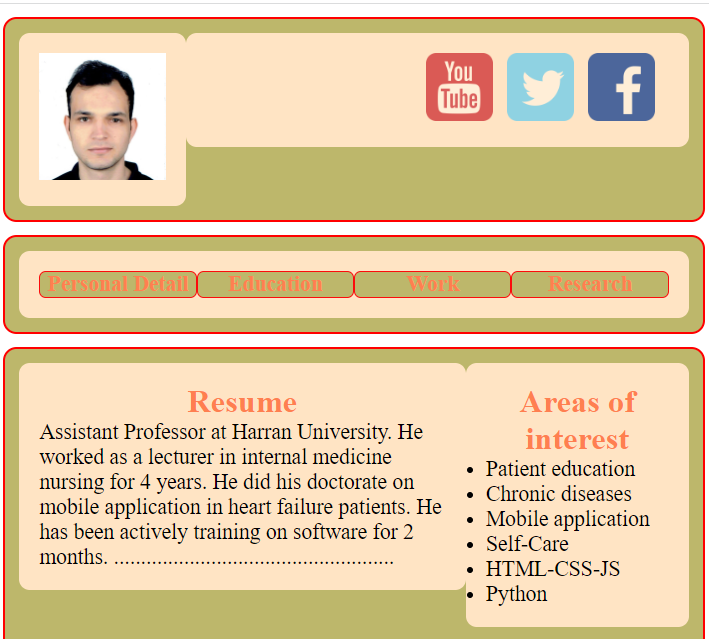 You
Tube
Personal Detail Education Work Research
Resume
Assistant Professor at Harran University. He
worked as a lecturer in internal medicine
nursing for 4 years. He did his doctorate on
mobile application in heart failure patients. He
has been actively training on software for 2
months. ....................................................
Areas of
interest
• Patient education
• Chronic diseases
• Mobile application
• Self-Care
• HTML-CSS-JS
• Python